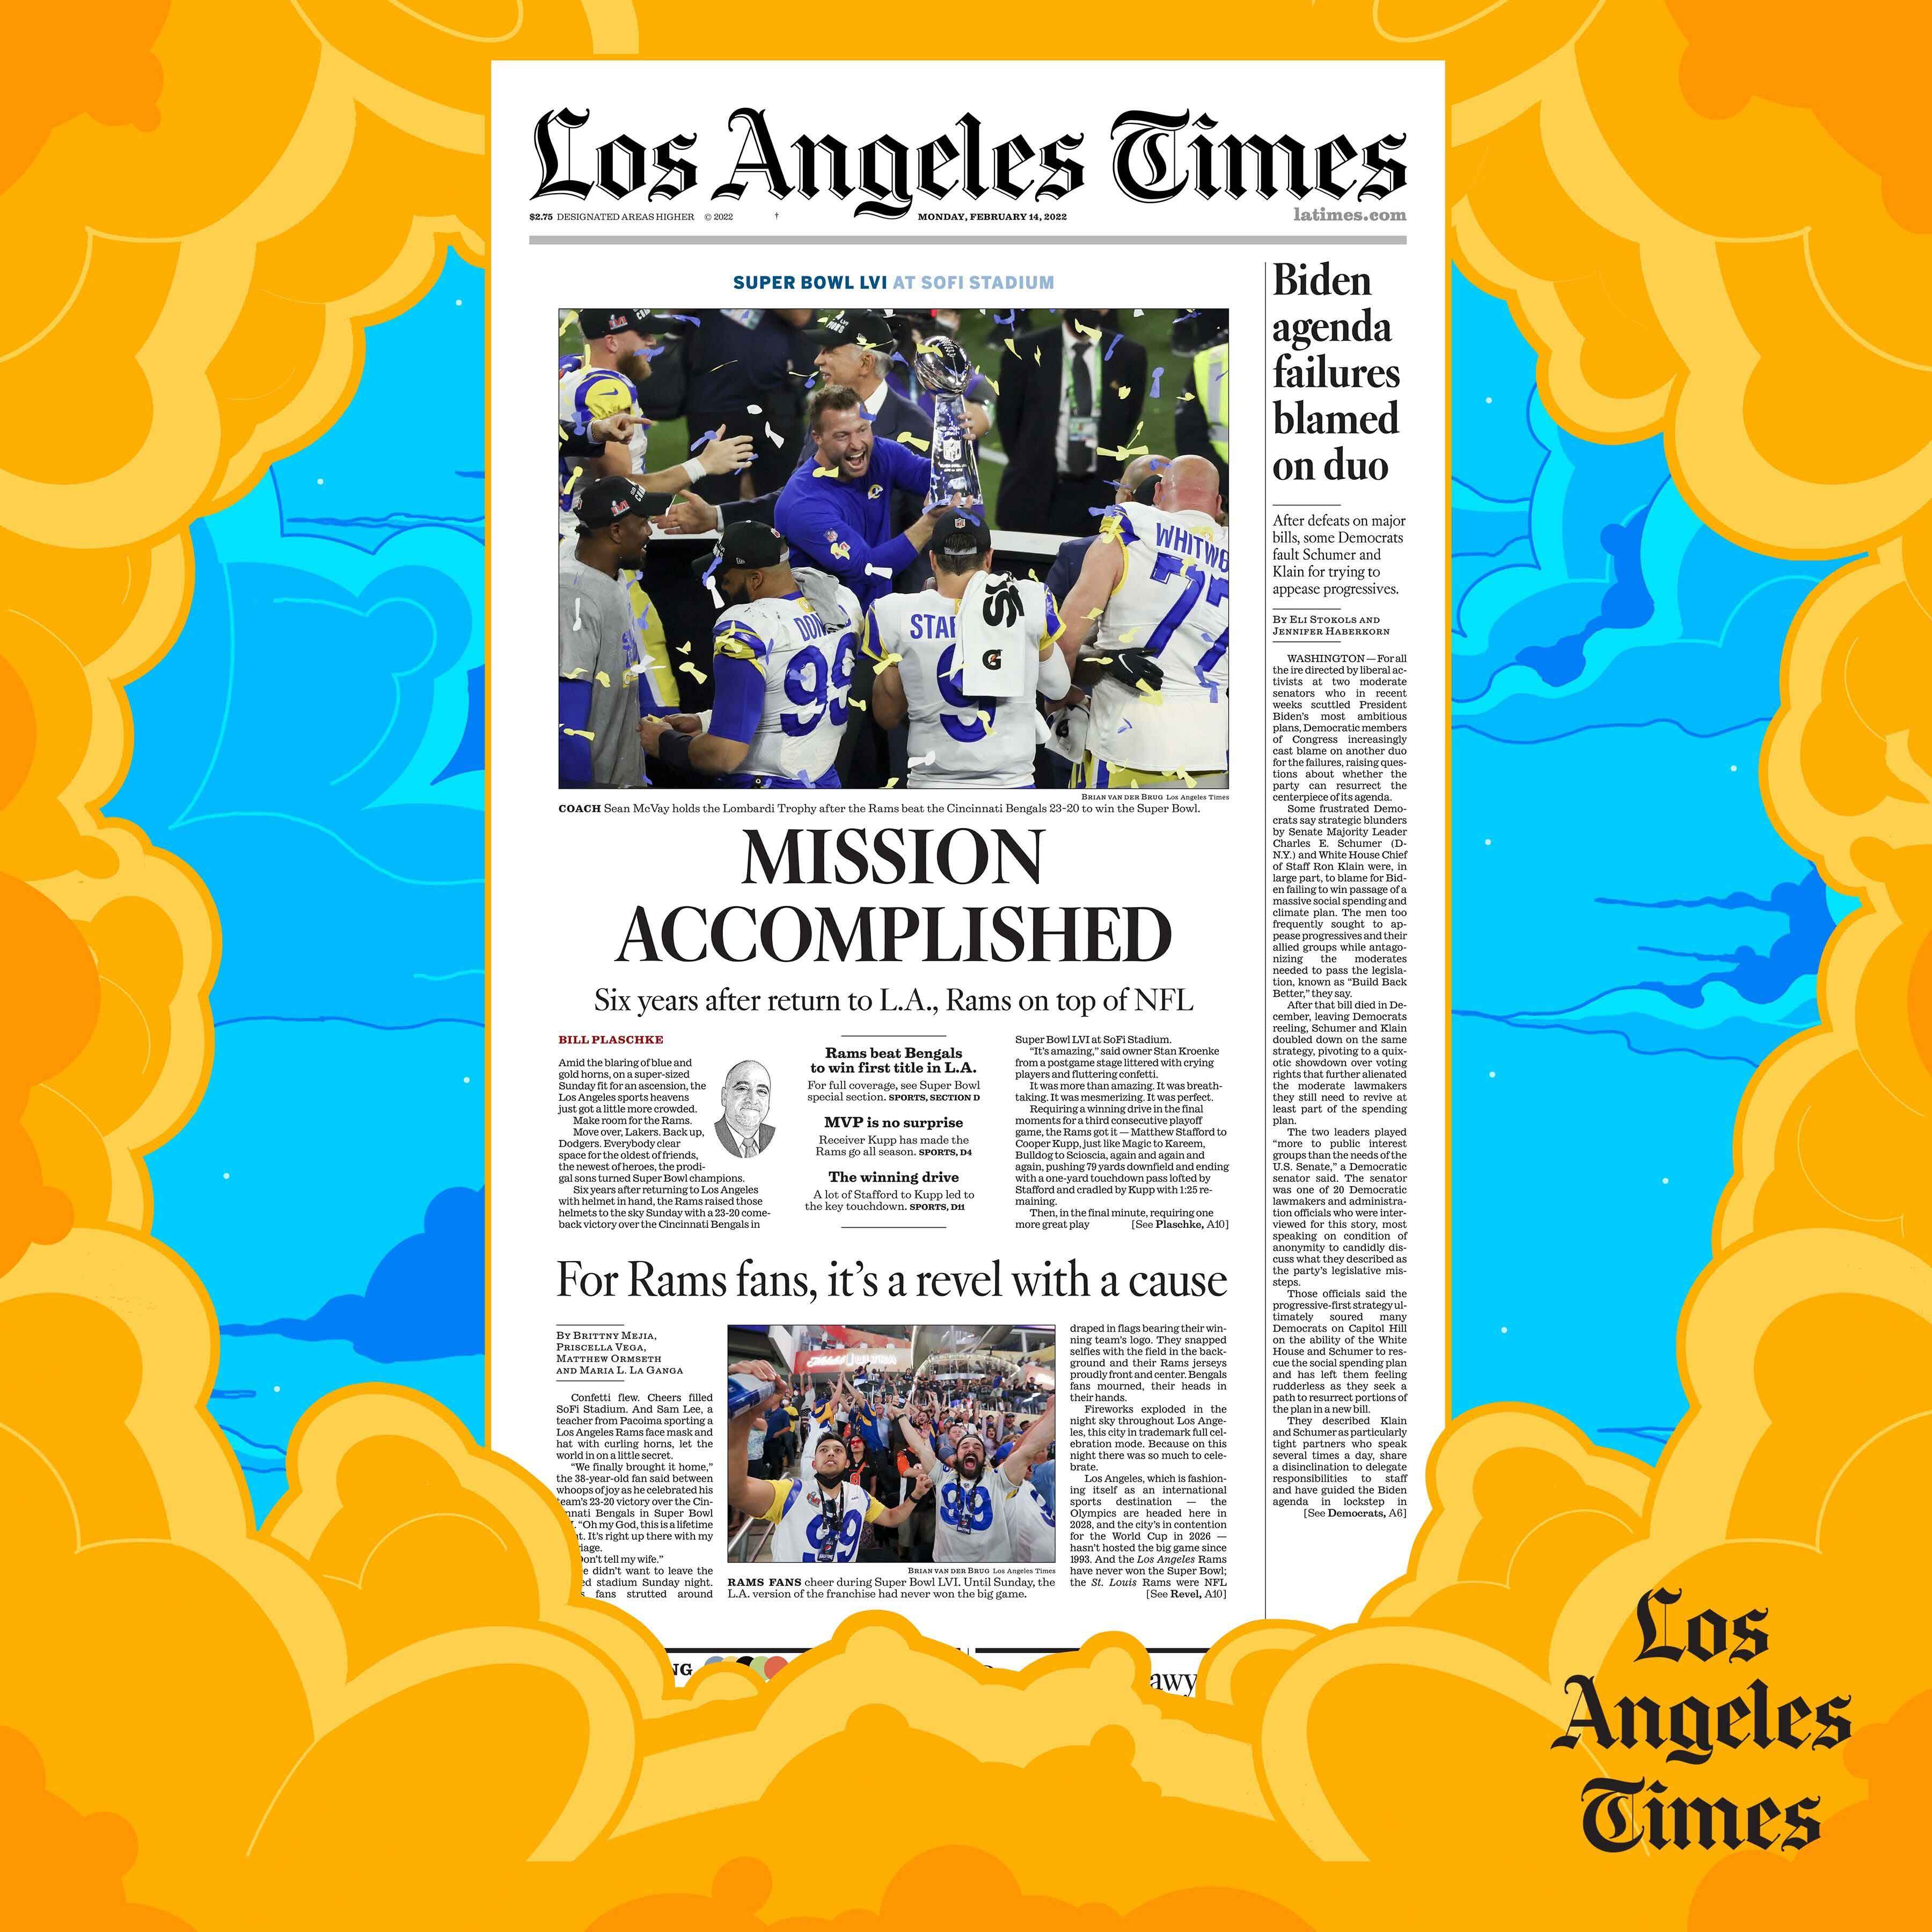 Los Angeles Times
$2.75 DESIGNATED AREAS HIGHER © 2022 † MONDAY, FEBRUARY 14, 2022 latimes.com
SUPER BOWL LVI AT SOFI STADIUM
WHITWO
77
DON
99
STAF
9
G
BRIAN VAN DER BRUG Los Angeles Times
COACH Sean McVay holds the Lombardi Trophy after the Rams beat the Cincinnati Bengals 23-20 to win the Super Bowl.
MISSION
ACCOMPLISHED
Six years after return to L.A., Rams on top of NFL
BILL PLASCHKE
Amid the blaring of blue and
gold horns, on a super-sized
Sunday fit for an ascension, the
Los Angeles sports heavens
just got a little more crowded.
Make room for the Rams.
Move over, Lakers. Back up,
Dodgers. Everybody clear
space for the oldest of friends,
the newest of heroes, the prodi-
gal sons turned Super Bowl champions.
Six years after returning to Los Angeles
with helmet in hand, the Rams raised those
helmets to the sky Sunday with a 23-20 come-
back victory over the Cincinnati Bengals in
Rams beat Bengals
to win first title in L.A.
For full coverage, see Super Bowl
special section. SPORTS, SECTION D
MVP is no surprise
Receiver Kupp has made the
Rams go all season. SPORTS, D4
The winning drive
A lot of Stafford to Kupp led to
the key touchdown. SPORTS, D11
Super Bowl LVI at SoFi Stadium.
“It’s amazing,” said owner Stan Kroenke
from a postgame stage littered with crying
players and fluttering confetti.
It was more than amazing. It was breath-
taking. It was mesmerizing. It was perfect.
Requiring a winning drive in the final
moments for a third consecutive playoff
game, the Rams got it — Matthew Stafford to
Cooper Kupp, just like Magic to Kareem,
Bulldog to Scioscia, again and again and
again, pushing 79 yards downfield and ending
with a one-yard touchdown pass lofted by
Stafford and cradled by Kupp with 1:25 re-
maining.
Then, in the final minute, requiring one
more great play [See Plaschke, A10]
For Rams fans, it’s a revel with a cause
BY BRITTNY MEJIA,
PRISCELLA VEGA,
MATTHEW ORMSETH
AND MARIA L. LA GANGA
Confetti flew. Cheers filled
SoFi Stadium. And Sam Lee, a
teacher from Pacoima sporting a
Los Angeles Rams face mask and
hat with curling horns, let the
world in on a little secret.
“We finally brought it home,”
the 38-year-old fan said between
whoops of joy as he celebrated his
team’s 23-20 victory over the Cin-
nnati Bengals in Super Bowl
I. “Oh my God, this is a lifetime
t. It’s right up there with my
iage.
on’t tell my wife.”
e didn’t want to leave the
ed stadium Sunday night.
s fans strutted around
99
89
BRIAN VAN DER BRUG Los Angeles Times
RAMS FANS cheer during Super Bowl LVI. Until Sunday, the
L.A. version of the franchise had never won the big game.
draped in flags bearing their win-
ning team’s logo. They snapped
selfies with the field in the back-
ground and their Rams jerseys
proudly front and center. Bengals
fans mourned, their heads in
their hands.
Fireworks exploded in the
night sky throughout Los Ange-
les, this city in trademark full cel-
ebration mode. Because on this
night there was so much to cele-
brate.
Los Angeles, which is fashion-
ing itself as an international
sports destination — the
Olympics are headed here in
2028, and the city’s in contention
for the World Cup in 2026 —
hasn’t hosted the big game since
1993. And the Los Angeles Rams
have never won the Super Bowl;
the St. Louis Rams were NFL
[See Revel, A10]
Biden
agenda
failures
blamed
on duo
After defeats on major
bills, some Democrats
fault Schumer and
Klain for trying to
appease progressives.
BY ELI STOKOLS AND
JENNIFER HABERKORN
WASHINGTON — For all
the ire directed by liberal ac-
tivists at two moderate
senators who in recent
weeks scuttled President
Biden’s most ambitious
plans, Democratic members
of Congress increasingly
cast blame on another duo
for the failures, raising ques-
tions about whether the
party can resurrect the
centerpiece of its agenda.
Some frustrated Demo-
crats say strategic blunders
by Senate Majority Leader
Charles E. Schumer (D-
N.Y.) and White House Chief
of Staff Ron Klain were, in
large part, to blame for Bid-
en failing to win passage of a
massive social spending and
climate plan. The men too
frequently sought to ap-
pease progressives and their
allied groups while antago-
nizing the moderates
needed to pass the legisla-
tion, known as “Build Back
Better,” they say.
After that bill died in De-
cember, leaving Democrats
reeling, Schumer and Klain
doubled down on the same
strategy, pivoting to a quix-
otic showdown over voting
rights that further alienated
the moderate lawmakers
they still need to revive at
least part of the spending
plan.
The two leaders played
“more to public interest
groups than the needs of the
U.S. Senate,” a Democratic
senator said. The senator
was one of 20 Democratic
lawmakers and administra-
tion officials who were inter-
viewed for this story, most
speaking on condition of
anonymity to candidly dis-
cuss what they described as
the party’s legislative mis-
steps.
Those officials said the
progressive-first strategy ul-
timately soured many
Democrats on Capitol Hill
on the ability of the White
House and Schumer to res-
cue the social spending plan
and has left them feeling
rudderless as they seek a
path to resurrect portions of
the plan in a new bill.
They described Klain
and Schumer as particularly
tight partners who speak
several times a day, share
a disinclination to delegate
responsibilities to staff
and have guided the Biden
agenda in lockstep in
[See Democrats, A6]
NG
awy
Los
Angeles
Times